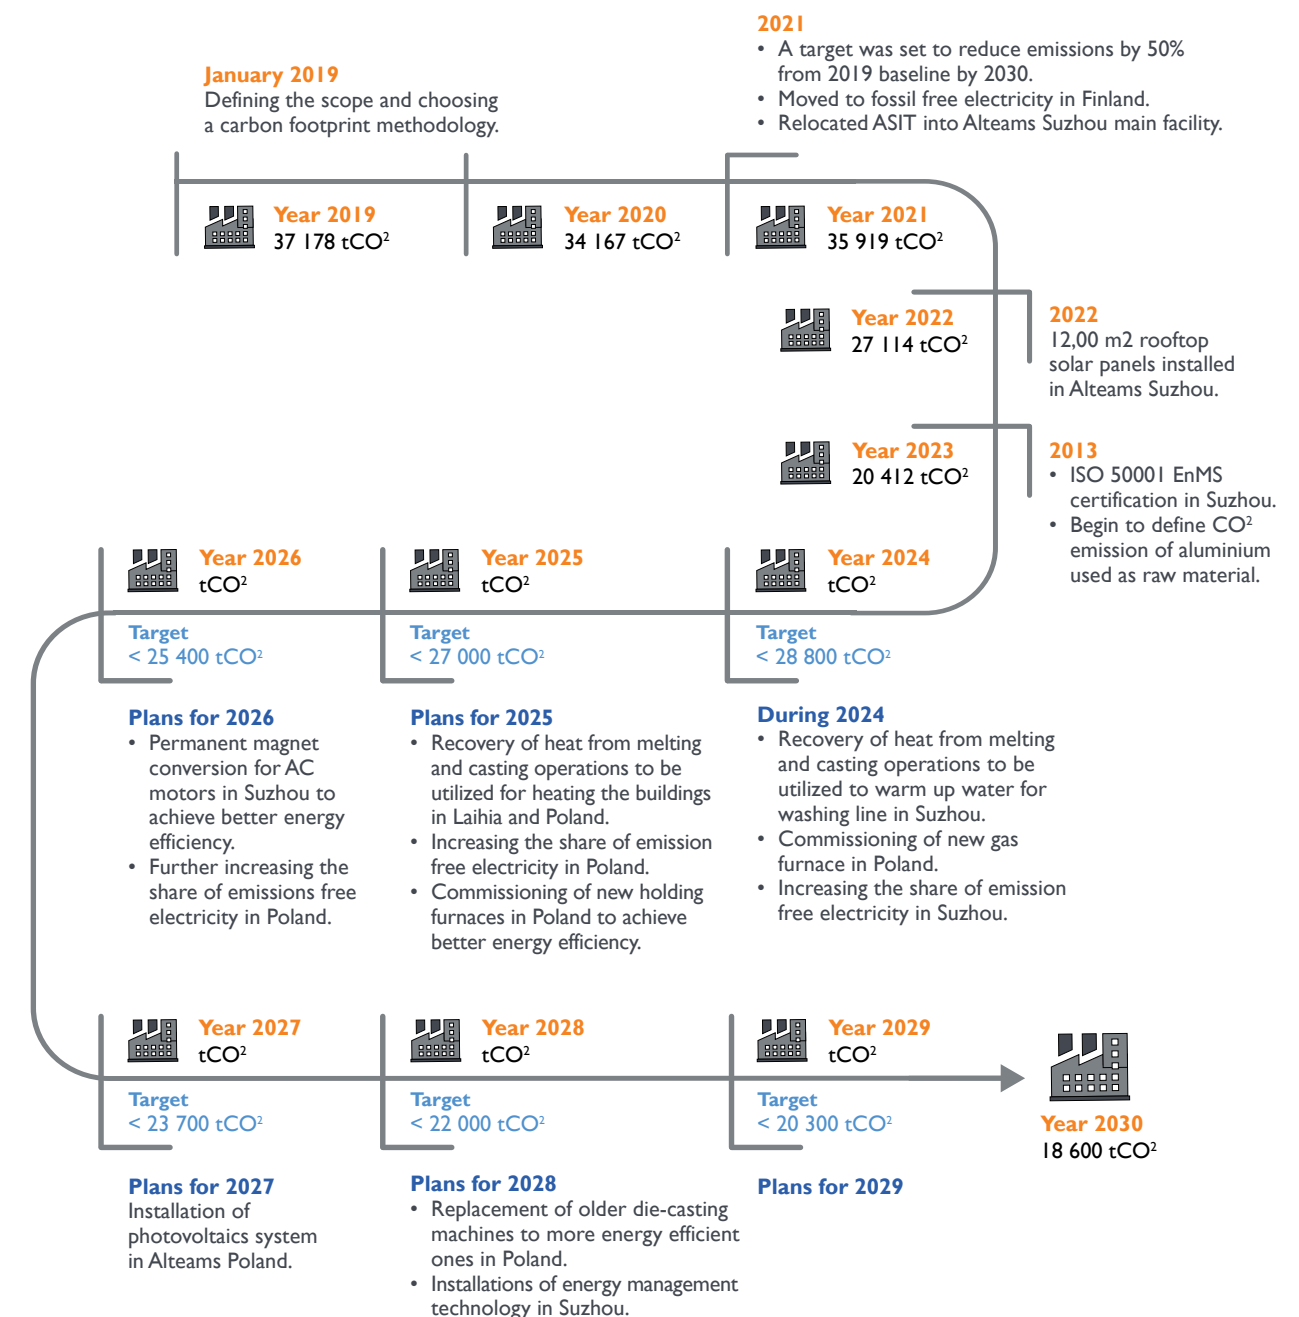 January 2019
Defining the scope and choosing
a carbon footprint methodology.
2021
• A target was set to reduce emissions by 50%
from 2019 baseline by 2030.
• Moved to fossil free electricity in Finland.
• Relocated ASIT into Alteams Suzhou main facility.
Year 2019
37 178 tCO²
Year 2020
34 167 tCO²
Year 2021
35 919 tCO²
Year 2022
27 114 tCO²
2022
12,00 m2 rooftop
solar panels installed
in Alteams Suzhou.
Year 2023
20 412 tCO²
2013
• ISO 50001 EnMS
certification in Suzhou.
• Begin to define CO²
emission of aluminium
used as raw material.
Year 2024
tCO²
Target
< 28 800 tCO²
During 2024
• Recovery of heat from melting
and casting operations to be
utilized to warm up water for
washing line in Suzhou.
• Commissioning of new gas
furnace in Poland.
• Increasing the share of emission
free electricity in Suzhou.
Year 2025
tCO²
Target
< 27 000 tCO²
Plans for 2025
• Recovery of heat from melting
and casting operations to be
utilized for heating the buildings
in Laihia and Poland.
• Increasing the share of emission
free electricity in Poland.
• Commissioning of new holding
furnaces in Poland to achieve
better energy efficiency.
Year 2026
tCO²
Target
< 25 400 tCO²
Plans for 2026
• Permanent magnet
conversion for AC
motors in Suzhou to
achieve better energy
efficiency.
• Further increasing the
share of emissions free
electricity in Poland.
Year 2027
tCO²
Target
< 23 700 tCO²
Plans for 2027
Installation of
photovoltaics system
in Alteams Poland.
Year 2028
tCO²
Target
< 22 000 tCO²
Plans for 2028
• Replacement of older die-casting
machines to more energy efficient
ones in Poland.
• Installations of energy management
technology in Suzhou.
Year 2029
tCO²
Target
< 20 300 tCO²
Plans for 2029
Year 2030
18 600 tCO²